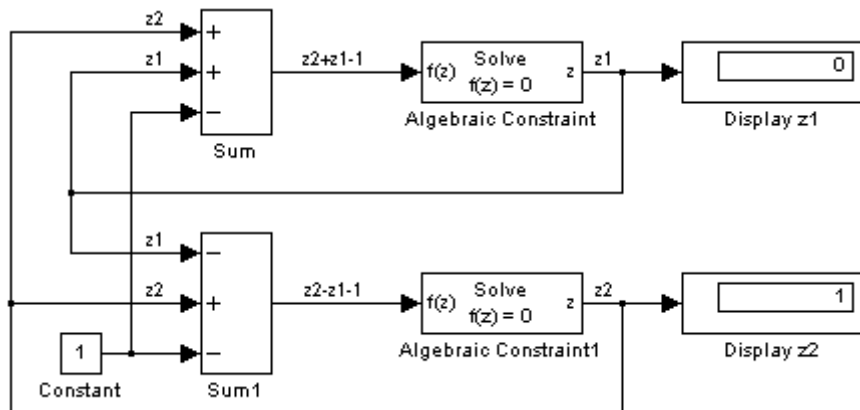 z2
+
z1
+
−
z2+z1-1
f(z)
Solve
f(z) = 0
z
z1
0
Sum
Algebraic Constraint
Display z1
z1
−
z2
+
−
z2-z1-1
f(z)
Solve
f(z) = 0
z
z2
1
1
Constant
Sum1
Algebraic Constraint1
Display z2